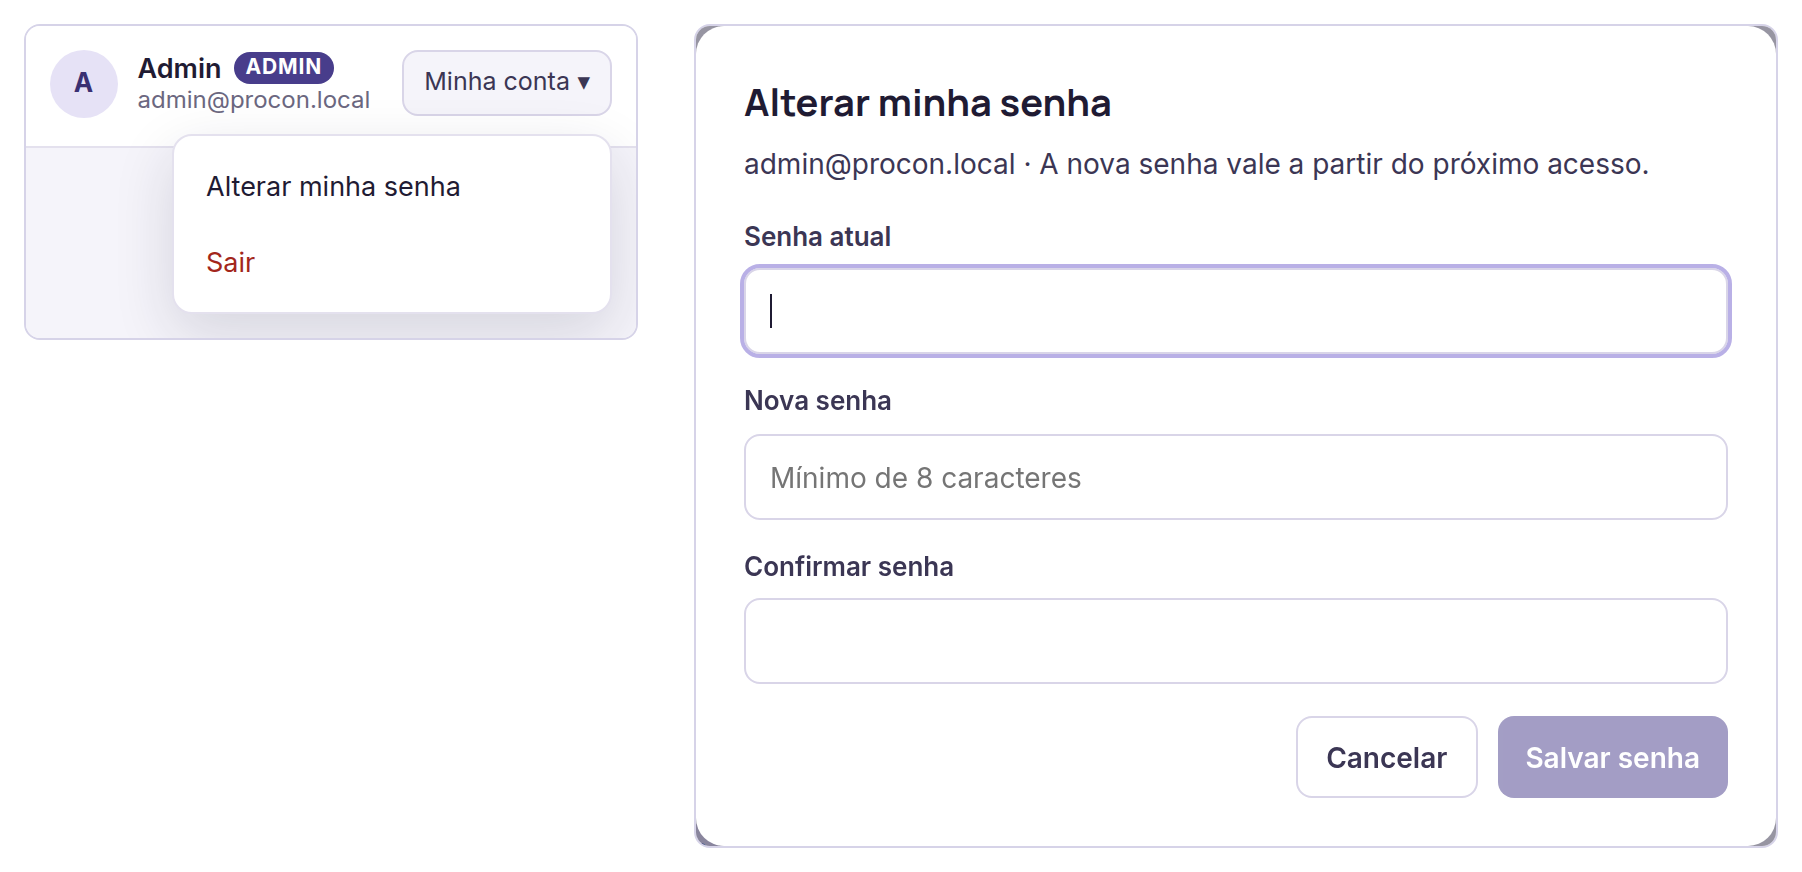 A
Admin ADMIN
admin@procon.local
Minha conta ▾
Alterar minha senha
Sair
Alterar minha senha
admin@procon.local · A nova senha vale a partir do próximo acesso.
Senha atual
Nova senha
Mínimo de 8 caracteres
Confirmar senha
Cancelar
Salvar senha